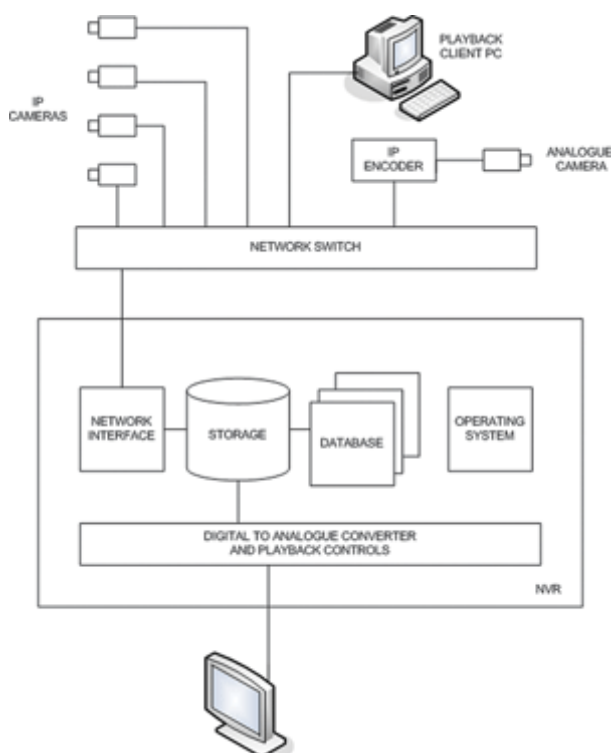 PLAYBACK
CLIENT PC
IP
CAMERAS
IP
ENCODER
ANALOGUE
CAMERA
NETWORK SWITCH
NETWORK
INTERFACE
STORAGE
DATABASE
OPERATING
SYSTEM
DIGITAL TO ANALOGUE CONVERTER
AND PLAYBACK CONTROLS
NVR